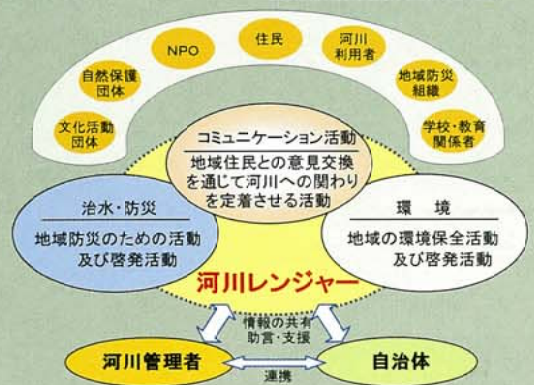 文化活動
団体
自然保護
団体
NPO
住民
河川
利用者
地域防災
組織
学校・教育
関係者
コミュニケーション活動
地域住民との意見交換
を通じて河川への関わり
を定着させる活動
治水・防災
地域防災のための活動
及び啓発活動
環 境
地域の環境保全活動
及び啓発活動
河川レンジャー
情報の共有
助言・支援
河川管理者
連携
自治体